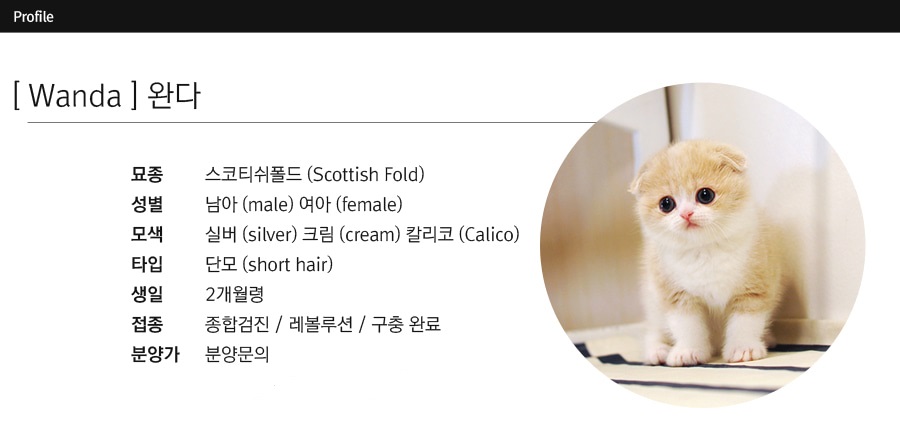 Profile
[ Wanda ] 완다
묘종 스코티쉬폴드 (Scottish Fold)
성별 남아 (male) 여아 (female)
모색 실버 (silver) 크림 (cream) 칼리코 (Calico)
타입 단모 (short hair)
생일 2개월령
접종 종합검진 / 레볼루션 / 구충 완료
분양가 분양문의